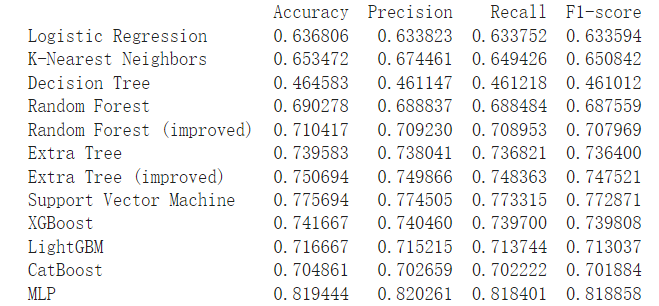 Accuracy Precision Recall F1-score
Logistic Regression 0.636806 0.633823 0.633752 0.633594
K-Nearest Neighbors 0.653472 0.674461 0.649426 0.650842
Decision Tree 0.464583 0.461147 0.461218 0.461012
Random Forest 0.690278 0.688837 0.688484 0.687559
Random Forest (improved) 0.710417 0.709230 0.708953 0.707969
Extra Tree 0.739583 0.738041 0.736821 0.736400
Extra Tree (improved) 0.750694 0.749866 0.748363 0.747521
Support Vector Machine 0.775694 0.774505 0.773315 0.772871
XGBoost 0.741667 0.740460 0.739700 0.739808
LightGBM 0.716667 0.715215 0.713744 0.713037
CatBoost 0.704861 0.702659 0.702222 0.701884
MLP 0.819444 0.820261 0.818401 0.818858